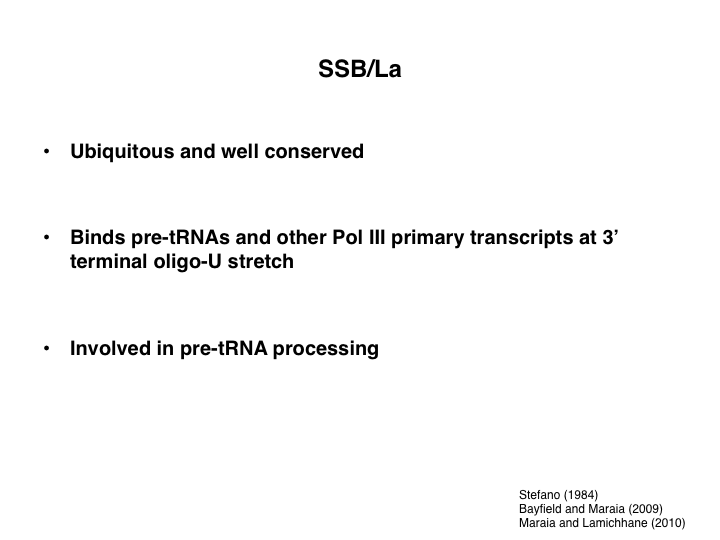 SSB/La
• Ubiquitous and well conserved
• Binds pre-tRNAs and other Pol III primary transcripts at 3’
terminal oligo-U stretch
• Involved in pre-tRNA processing
Stefano (1984)
Bayfield and Maraia (2009)
Maraia and Lamichhane (2010)